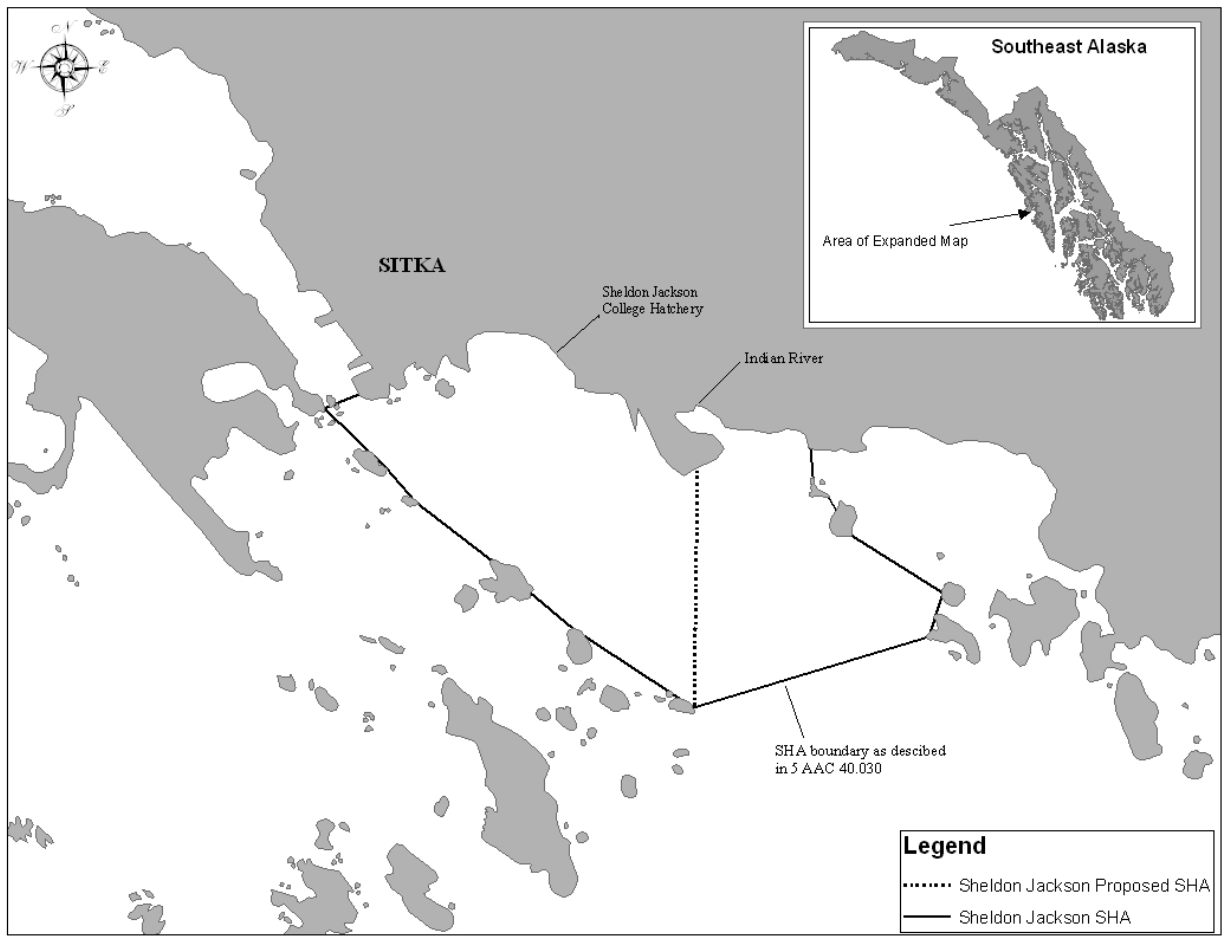 N
W
E
S
Southeast Alaska
Area of Expanded Map
SITKA
Sheldon Jackson
College Hatchery
Indian River
SHA boundary as descibed
in 5 AAC 40.030
Legend
Sheldon Jackson Proposed SHA
Sheldon Jackson SHA